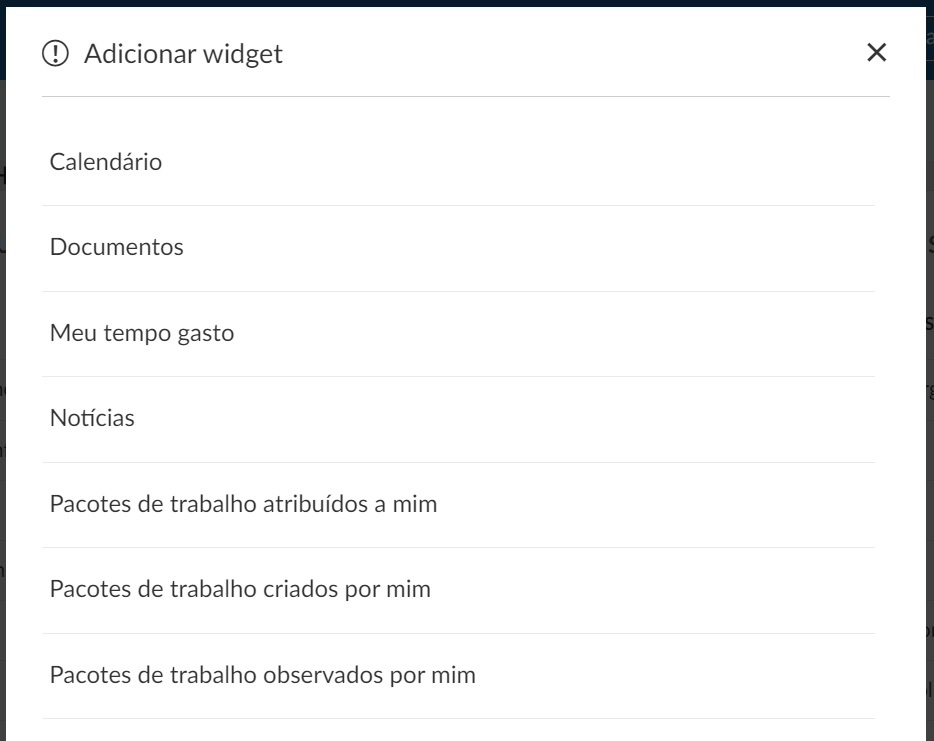 Adicionar widget
Calendário
Documentos
Meu tempo gasto
Notícias
Pacotes de trabalho atribuídos a mim
Pacotes de trabalho criados por mim
Pacotes de trabalho observados por mim